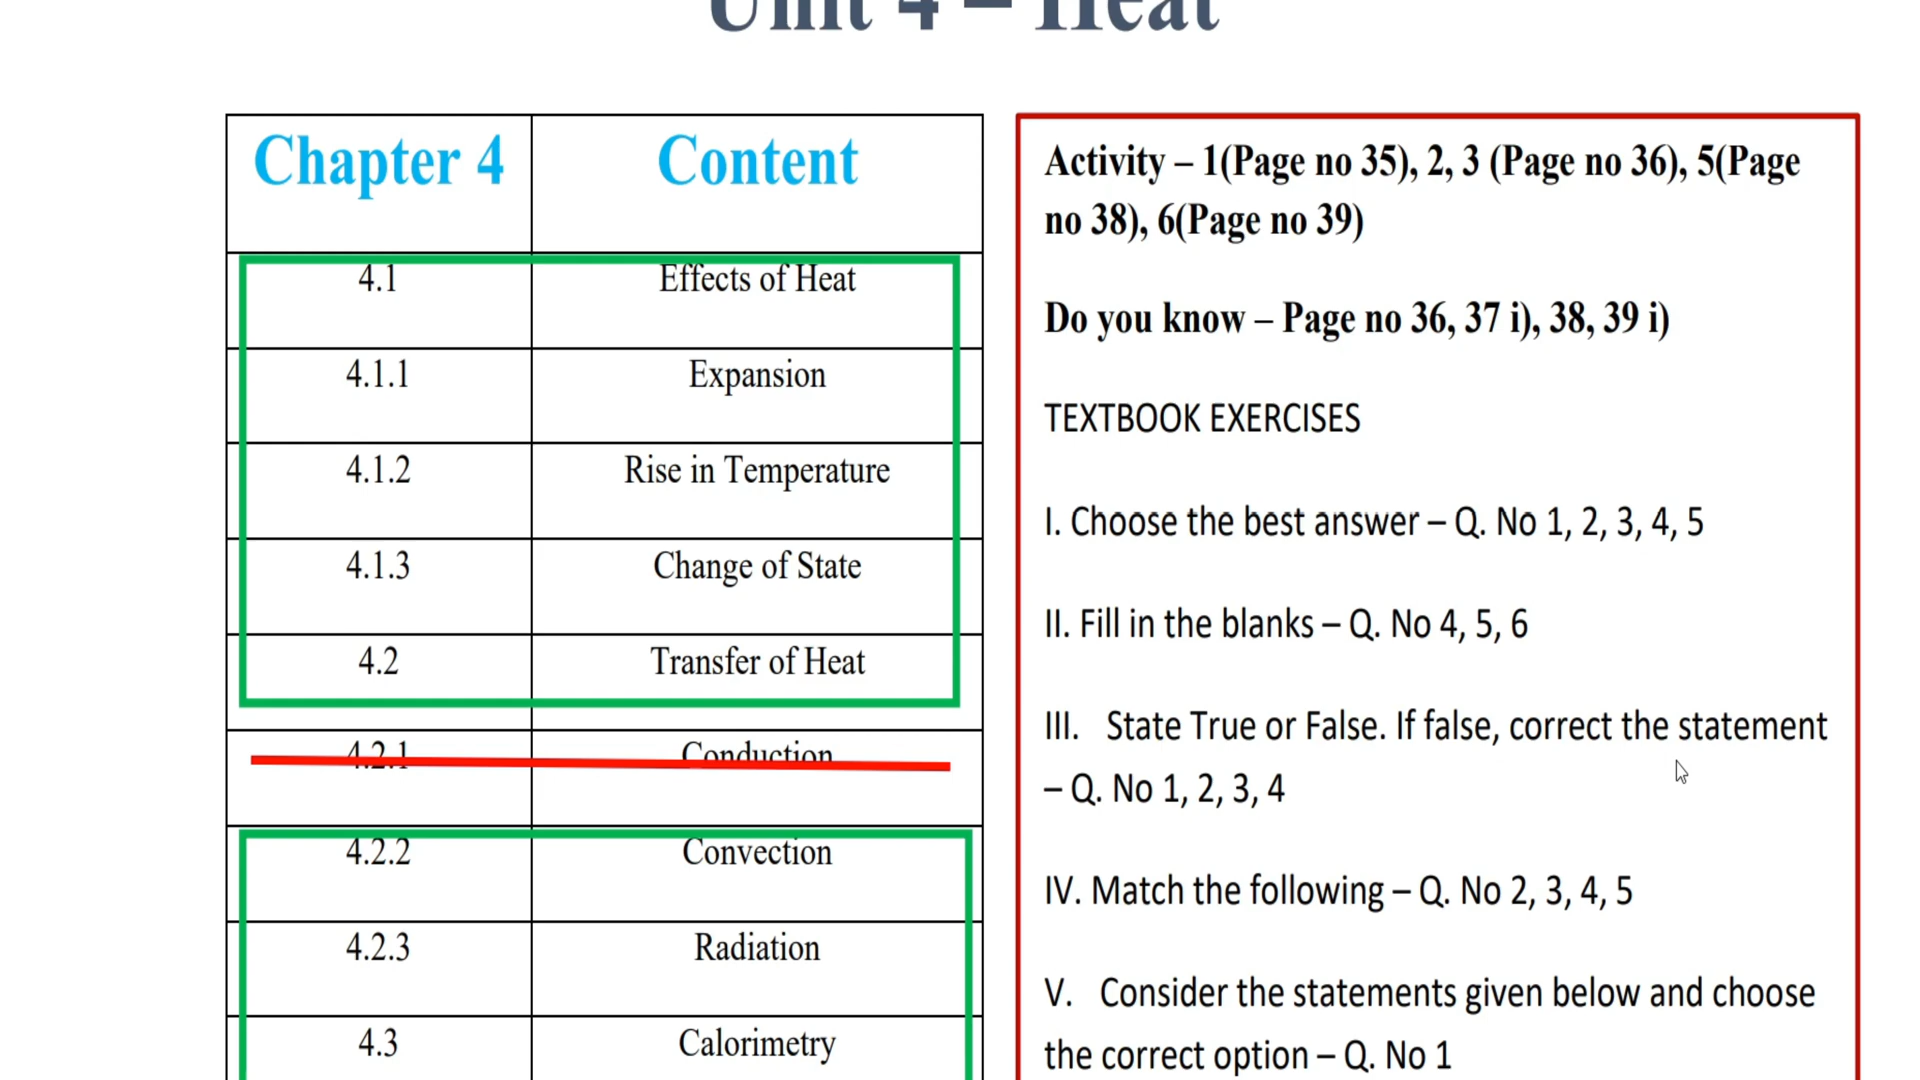 Unit 4 – Heat
Chapter 4 Content
4.1 Effects of Heat
4.1.1 Expansion
4.1.2 Rise in Temperature
4.1.3 Change of State
4.2 Transfer of Heat
4.2.1 Conduction
4.2.2 Convection
4.2.3 Radiation
4.3 Calorimetry
Activity – 1(Page no 35), 2, 3 (Page no 36), 5(Page
no 38), 6(Page no 39)
Do you know – Page no 36, 37 i), 38, 39 i)
TEXTBOOK EXERCISES
I. Choose the best answer – Q. No 1, 2, 3, 4, 5
II. Fill in the blanks – Q. No 4, 5, 6
III. State True or False. If false, correct the statement
– Q. No 1, 2, 3, 4
IV. Match the following – Q. No 2, 3, 4, 5
V. Consider the statements given below and choose
the correct option – Q. No 1